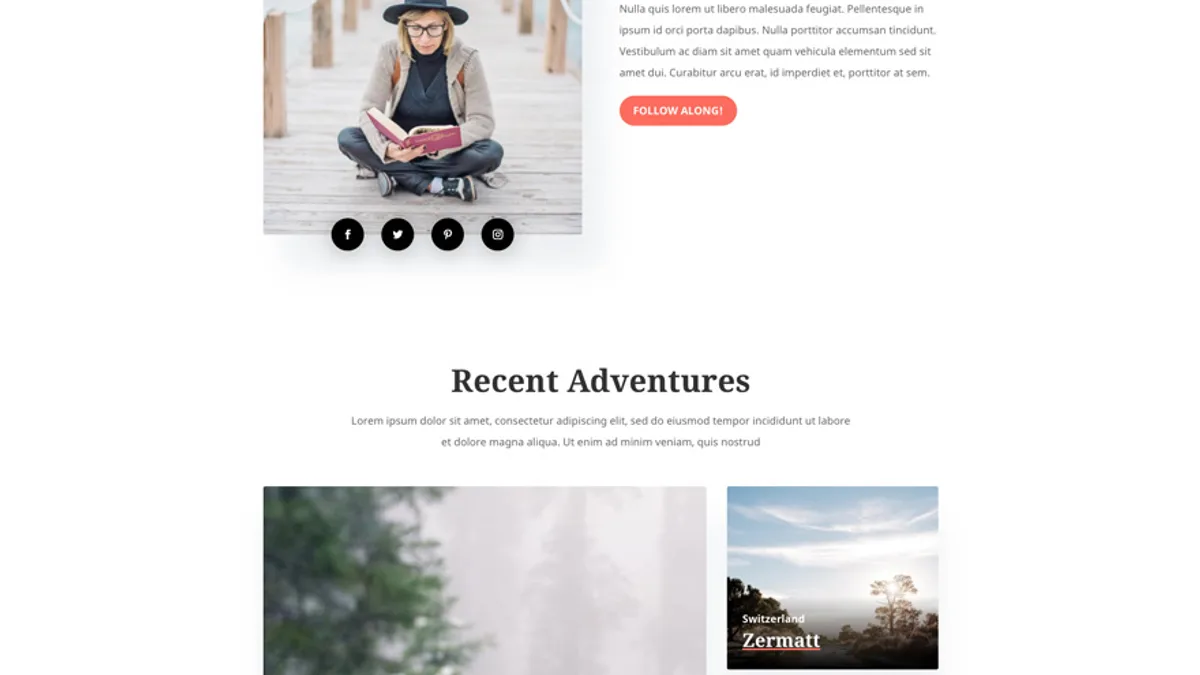 Nulla quis lorem ut libero malesuada feugiat. Pellentesque in
ipsum id orci porta dapibus. Nulla porttitor accumsan tincidunt.
Vestibulum ac diam sit amet quam vehicula elementum sed sit
amet dui. Curabitur arcu erat, id imperdiet et, porttitor at sem.
FOLLOW ALONG!
Recent Adventures
Lorem ipsum dolor sit amet, consectetur adipiscing elit, sed do eiusmod tempor incididunt ut labore
et dolore magna aliqua. Ut enim ad minim veniam, quis nostrud
Switzerland
Zermatt